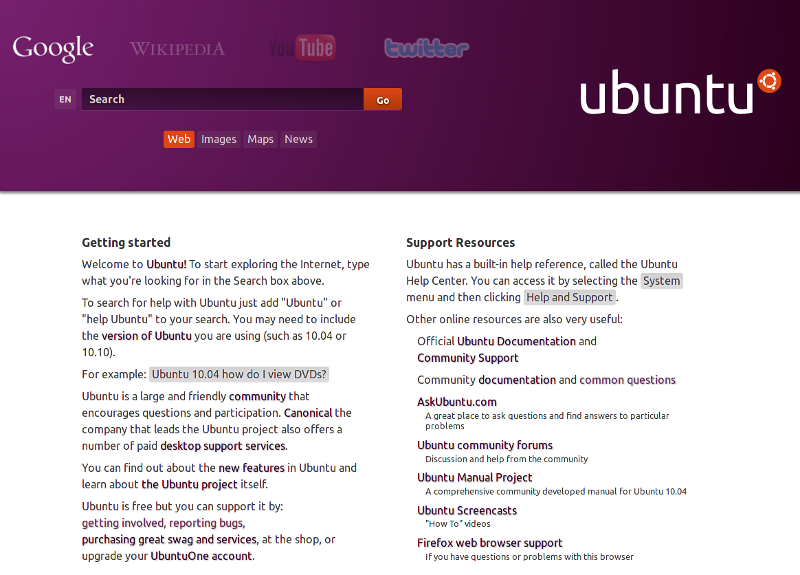 Google
WIKIPEDIA
YouTube
twitter
EN
Search
Go
ubuntu
Web
Images
Maps
News
Getting started
Welcome to Ubuntu! To start exploring the Internet, type
what you're looking for in the Search box above.
To search for help with Ubuntu just add "Ubuntu" or
"help Ubuntu" to your search. You may need to include
the version of Ubuntu you are using (such as 10.04 or
10.10).
For example: Ubuntu 10.04 how do I view DVDs?
Ubuntu is a large and friendly community that
encourages questions and participation. Canonical the
company that leads the Ubuntu project also offers a
number of paid desktop support services.
You can find out about the new features in Ubuntu and
learn about the Ubuntu project itself.
Ubuntu is free but you can support it by:
getting involved, reporting bugs,
purchasing great swag and services, at the shop, or
upgrade your UbuntuOne account.
Support Resources
Ubuntu has a built-in help reference, called the Ubuntu
Help Center. You can access it by selecting the System
menu and then clicking Help and Support.
Other online resources are also very useful:
Official Ubuntu Documentation and
Community Support
Community documentation and common questions
AskUbuntu.com
A great place to ask questions and find answers to particular
problems
Ubuntu community forums
Discussion and help from the community
Ubuntu Manual Project
A comprehensive community developed manual for Ubuntu 10.04
Ubuntu Screencasts
"How To" videos
Firefox web browser support
If you have questions or problems with this browser